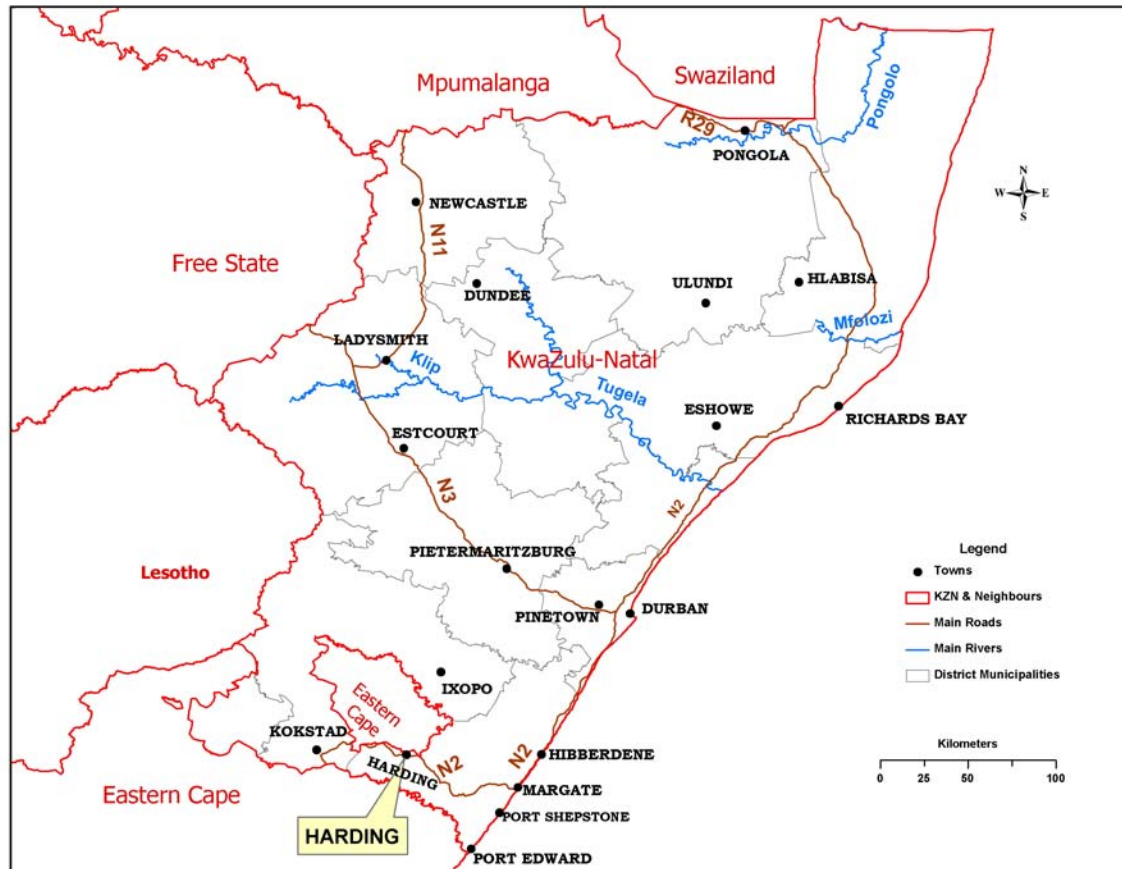 Mpumalanga
Swaziland
Pongolo
R29
PONGOLA
N
W E
S
NEWCASTLE
N11
Free State
DUNDEE
ULUNDI
HLABISA
LADYSMITH
Klip
KwaZulu-Natal
Mfolozi
Tugela
ESHOWE
RICHARDS BAY
ESTCOURT
N3
N2
PIETERMARITZBURG
Lesotho
PINETOWN
DURBAN
Legend
Towns
KZN & Neighbours
Main Roads
Main Rivers
District Municipalities
IXOPO
Eastern
Cape
KOKSTAD
HARDING
N2
N2
HIBBERDENE
MARGATE
PORT SHEPSTONE
PORT EDWARD
Eastern Cape
HARDING
Kilometers
0 25 50 100